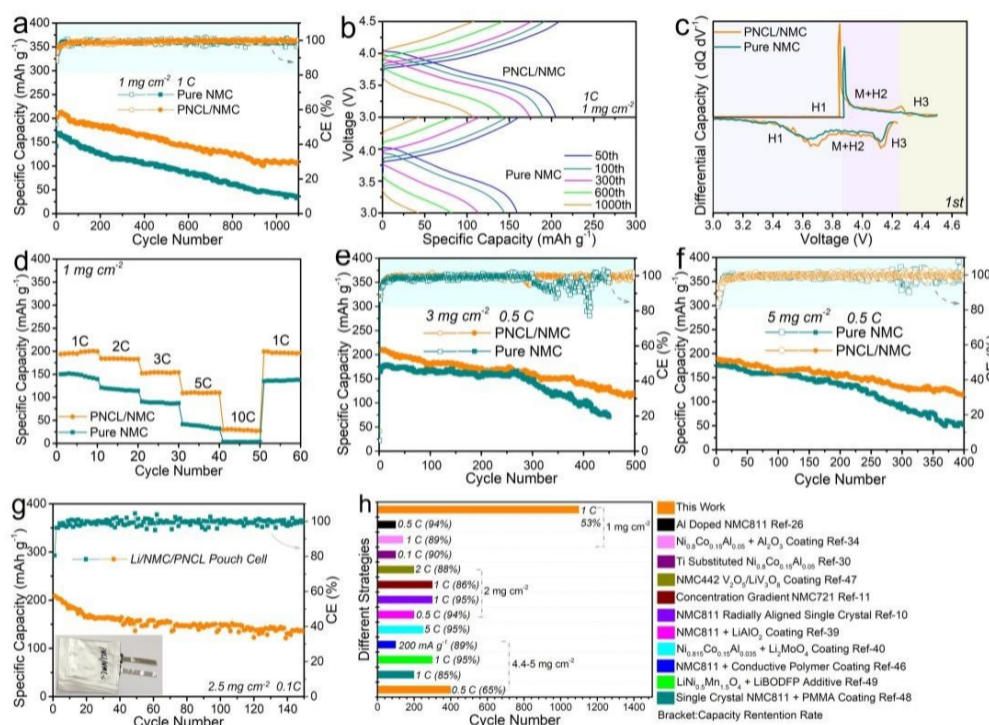 a
400
350
300
250
200
150
100
50
0
100
80
60
40
20
0
0 200 400 600 800 1000
Specific Capacity (mAh g⁻¹)
CE (%)
Cycle Number
1 mg cm⁻² 1 C
Pure NMC
PNCL/NMC
b
4.5
4.0
3.5
3.0
4.5
4.0
3.5
3.0
Voltage (V)
PNCL/NMC
1C
1 mg cm⁻²
Pure NMC
50th
100th
300th
600th
1000th
0 50 100 150 200 250
Specific Capacity (mAh g⁻¹)
c
Differential Capacity ( dQ dV⁻¹)
PNCL/NMC
Pure NMC
H1
M+H2
H3
H1
M+H2
H3
1st
3.0 3.4 3.8 4.2 4.6 5.0
Voltage (V)
d
400
350
300
250
200
150
100
50
0
Specific Capacity (mAh g⁻¹)
1 mg cm⁻²
1C
2C
3C
5C
10C
1C
PNCL/NMC
Pure NMC
0 10 20 30 40 50 60
Cycle Number
e
400
350
300
250
200
150
100
50
0
100
80
60
40
20
0
Specific Capacity (mAh g⁻¹)
CE (%)
3 mg cm⁻² 0.5 C
PNCL/NMC
Pure NMC
0 50 100 150 200 250 300 350 400 450 500
Cycle Number
f
400
350
300
250
200
150
100
50
0
100
80
60
40
20
0
Specific Capacity (mAh g⁻¹)
CE (%)
5 mg cm⁻² 0.5 C
Pure NMC
PNCL/NMC
0 50 100 150 200 250 300 350 400
Cycle Number
g
400
350
300
250
200
150
100
50
0
100
80
60
40
20
0
Specific Capacity (mAh g⁻¹)
CE (%)
Li/NMC/PNCL Pouch Cell
2.5 mg cm⁻² 0.1C
0 20 40 60 80 100 120 140
Cycle Number
h
Different Strategies
1 C
53%
1 mg cm⁻²
0.5 C (94%)
1 C (89%)
0.1 C (90%)
2 C (88%)
1 C (86%)
1 C (95%)
2 mg cm⁻²
0.5 C (94%)
5 C (95%)
200 mA g⁻¹ (89%)
1 C (95%)
4.4-5 mg cm⁻²
1 C (85%)
0.5 C (65%)
0 200 400 600 800 1000 1200 1400
Cycle Number
This Work
Al Doped NMC811 Ref-26
Ni₀.₈Co₀.₁₅Al₀.₀₅ + Al₂O₃ Coating Ref-34
Ti Substituted Ni₀.₈Co₀.₁₅Al₀.₀₅ Ref-30
NMC442 V₂O₅/LiV₃O₈ Coating Ref-47
Concentration Gradient NMC721 Ref-11
NMC811 Radially Aligned Single Crystal Ref-10
NMC811 + LiAlO₂ Coating Ref-39
Ni₀.₈₁₅Co₀.₁₅Al₀.₀₃₅ + Li₂MoO₄ Coating Ref-40
NMC811 + Conductive Polymer Coating Ref-46
LiNi₀.₅Mn₁.₅O₄ + LiBODFP Additive Ref-49
Single Crystal NMC811 + PMMA Coating Ref-48
Bracket:Capacity Rentention Rate